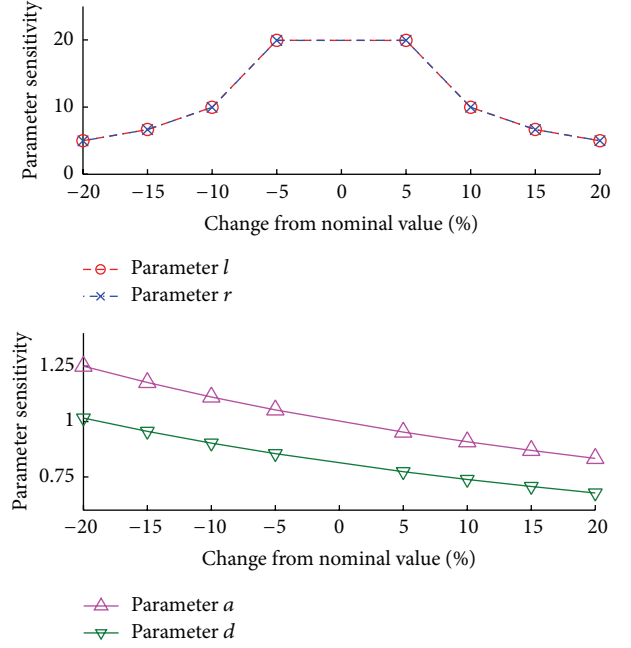 Parameter sensitivity
20
10
0
−20 −15 −10 −5 0 5 10 15 20
Change from nominal value (%)
Parameter l
Parameter r
Parameter sensitivity
1.25
1
0.75
−20 −15 −10 −5 0 5 10 15 20
Change from nominal value (%)
Parameter a
Parameter d